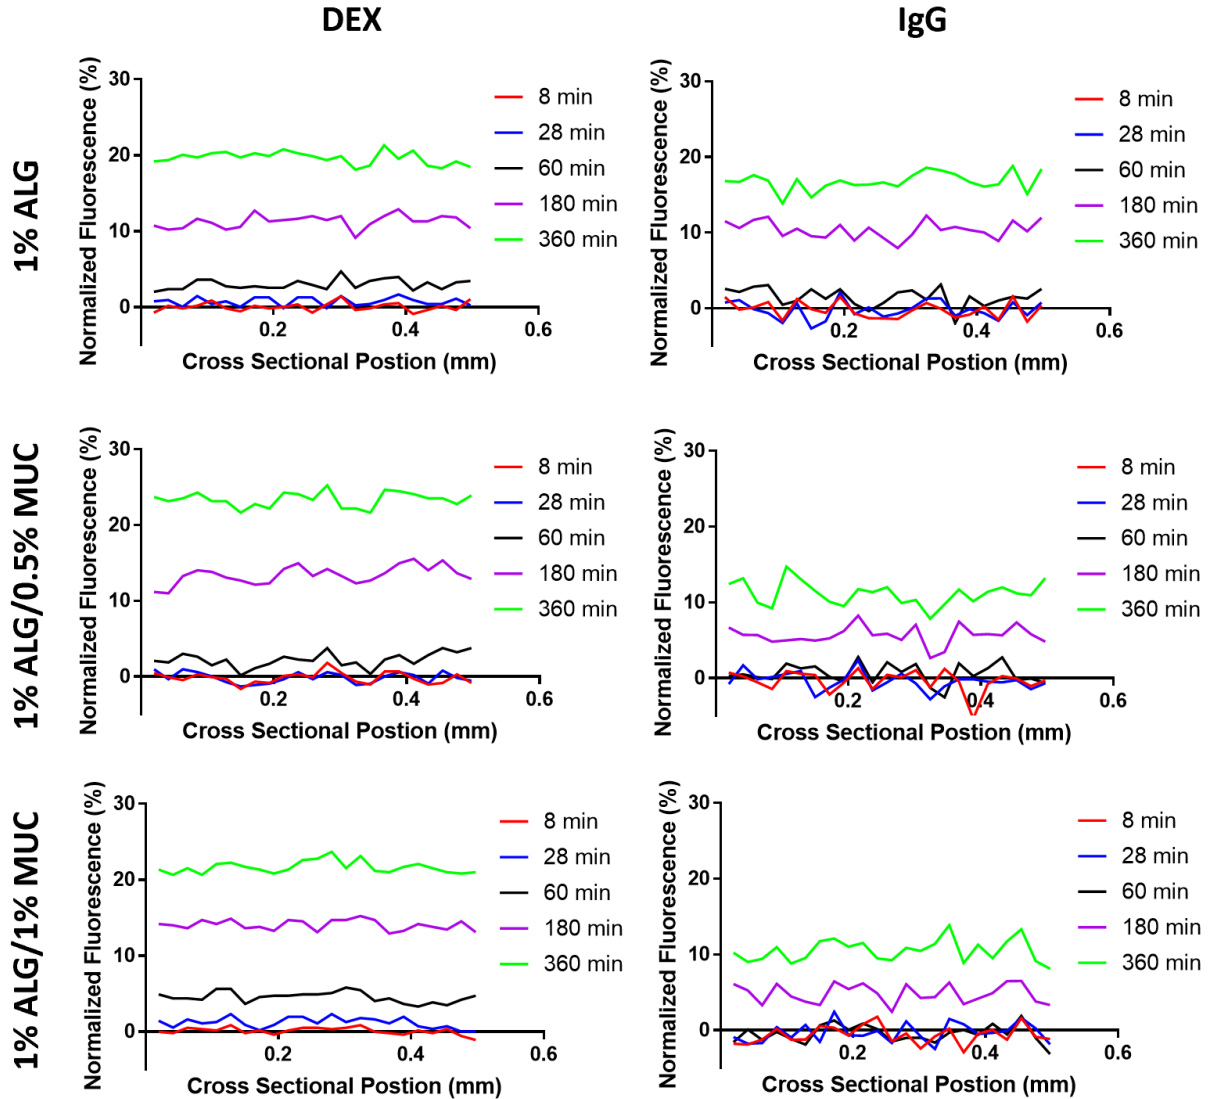 DEX
IgG
1% ALG
Normalized Fluorescence (%)
30
20
10
0
0.2
0.4
0.6
Cross Sectional Postion (mm)
8 min
28 min
60 min
180 min
360 min
Normalized Fluorescence (%)
30
20
10
0
0.2
0.4
0.6
Cross Sectional Postion (mm)
8 min
28 min
60 min
180 min
360 min
1% ALG/0.5% MUC
Normalized Fluorescence (%)
30
20
10
0
0.2
0.4
0.6
Cross Sectional Postion (mm)
8 min
28 min
60 min
180 min
360 min
Normalized Fluorescence (%)
30
20
10
0
0.2
0.4
0.6
Cross Sectional Postion (mm)
8 min
28 min
60 min
180 min
360 min
1% ALG/1% MUC
Normalized Fluorescence (%)
30
20
10
0
0.2
0.4
0.6
Cross Sectional Postion (mm)
8 min
28 min
60 min
180 min
360 min
Normalized Fluorescence (%)
30
20
10
0
0.2
0.4
0.6
Cross Sectional Postion (mm)
8 min
28 min
60 min
180 min
360 min